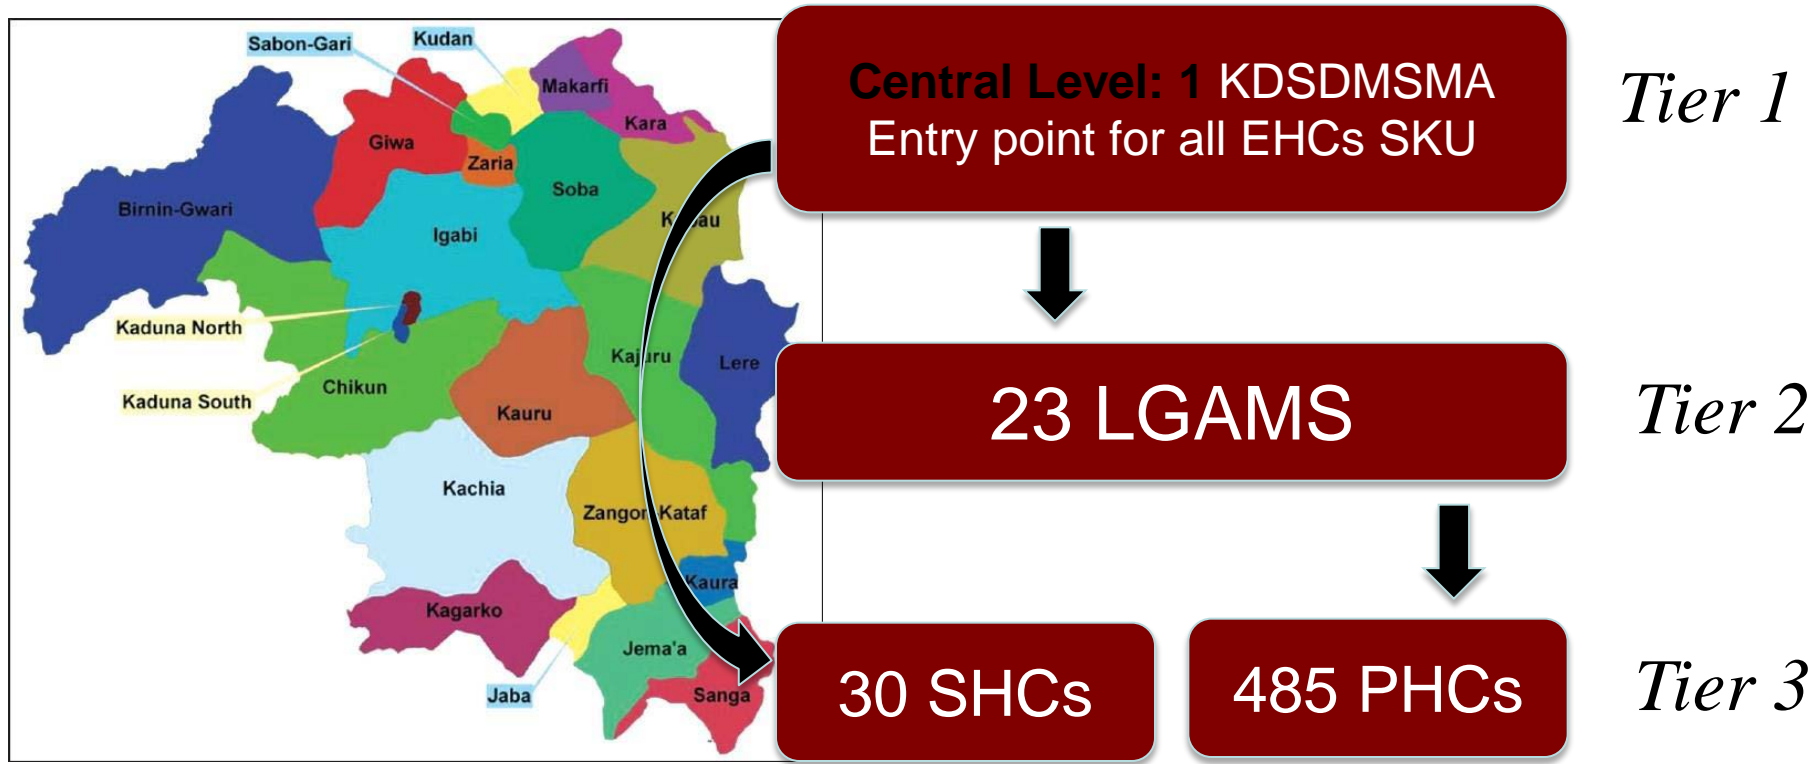 Sabon-Gari
Kudan
Makarfi
Kara
Giwa
Zaria
Soba
Birnin-Gwari
Igabi
Kaduna North
Kaduna South
Chikun
Kajuru
Lere
Kauru
Kachia
Zangon Kataf
Kaura
Kagarko
Jema'a
Jaba
Sanga
Central Level: 1 KDSDMSMA
Entry point for all EHCs SKU
Tier 1
23 LGAMS
Tier 2
30 SHCs
485 PHCs
Tier 3